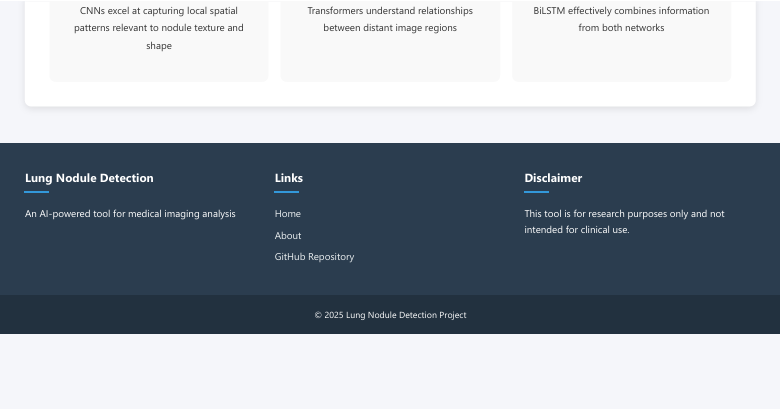 CNNs excel at capturing local spatial
patterns relevant to nodule texture and
shape
Transformers understand relationships
between distant image regions
BiLSTM effectively combines information
from both networks
Lung Nodule Detection
An AI-powered tool for medical imaging analysis
Links
Home
About
GitHub Repository
Disclaimer
This tool is for research purposes only and not
intended for clinical use.
© 2025 Lung Nodule Detection Project